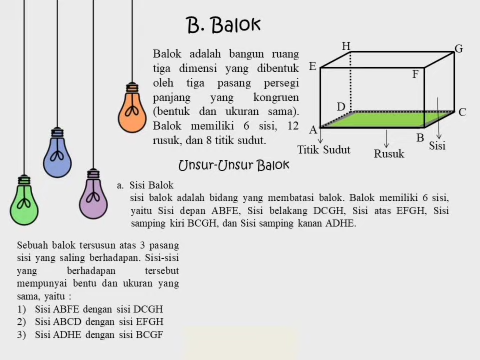 B. Balok
Balok adalah bangun ruang
tiga dimensi yang dibentuk
oleh tiga pasang persegi
panjang yang kongruen
(bentuk dan ukuran sama).
Balok memiliki 6 sisi, 12
rusuk, dan 8 titik sudut.
H
G
E
F
D
C
A
B
Titik Sudut
Rusuk
Sisi
Unsur-Unsur Balok
a. Sisi Balok
sisi balok adalah bidang yang membatasi balok. Balok memiliki 6 sisi,
yaitu Sisi depan ABFE, Sisi belakang DCGH, Sisi atas EFGH, Sisi
samping kiri BCGH, dan Sisi samping kanan ADHE.
Sebuah balok tersusun atas 3 pasang
sisi yang saling berhadapan. Sisi-sisi
yang berhadapan tersebut
mempunyai bentu dan ukuran yang
sama, yaitu :
1) Sisi ABFE dengan sisi DCGH
2) Sisi ABCD dengan sisi EFGH
3) Sisi ADHE dengan sisi BCGF